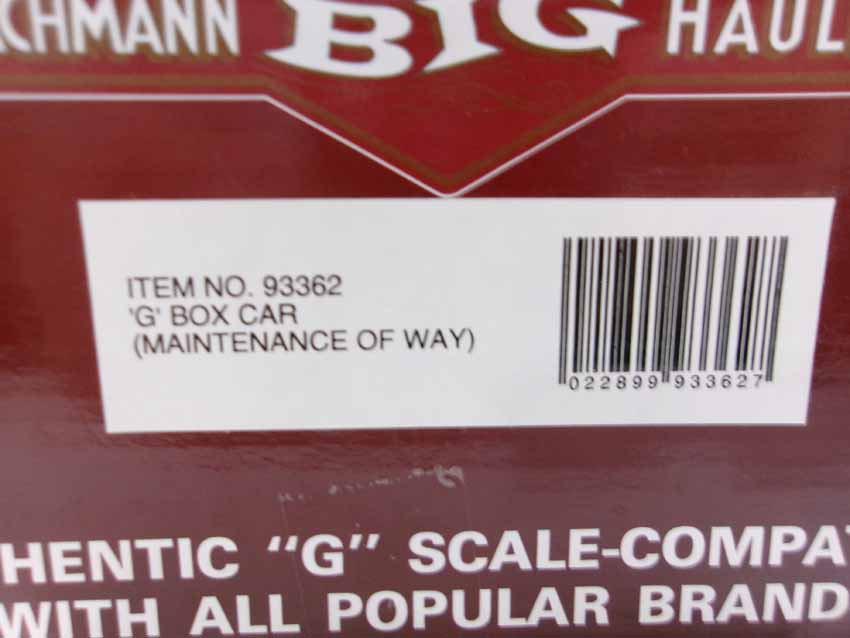 CHMANN BIG HAUL
ITEM NO. 93362
'G' BOX CAR
(MAINTENANCE OF WAY)
022899 933627
HENTIC “G” SCALE-COMPAT
WITH ALL POPULAR BRAND